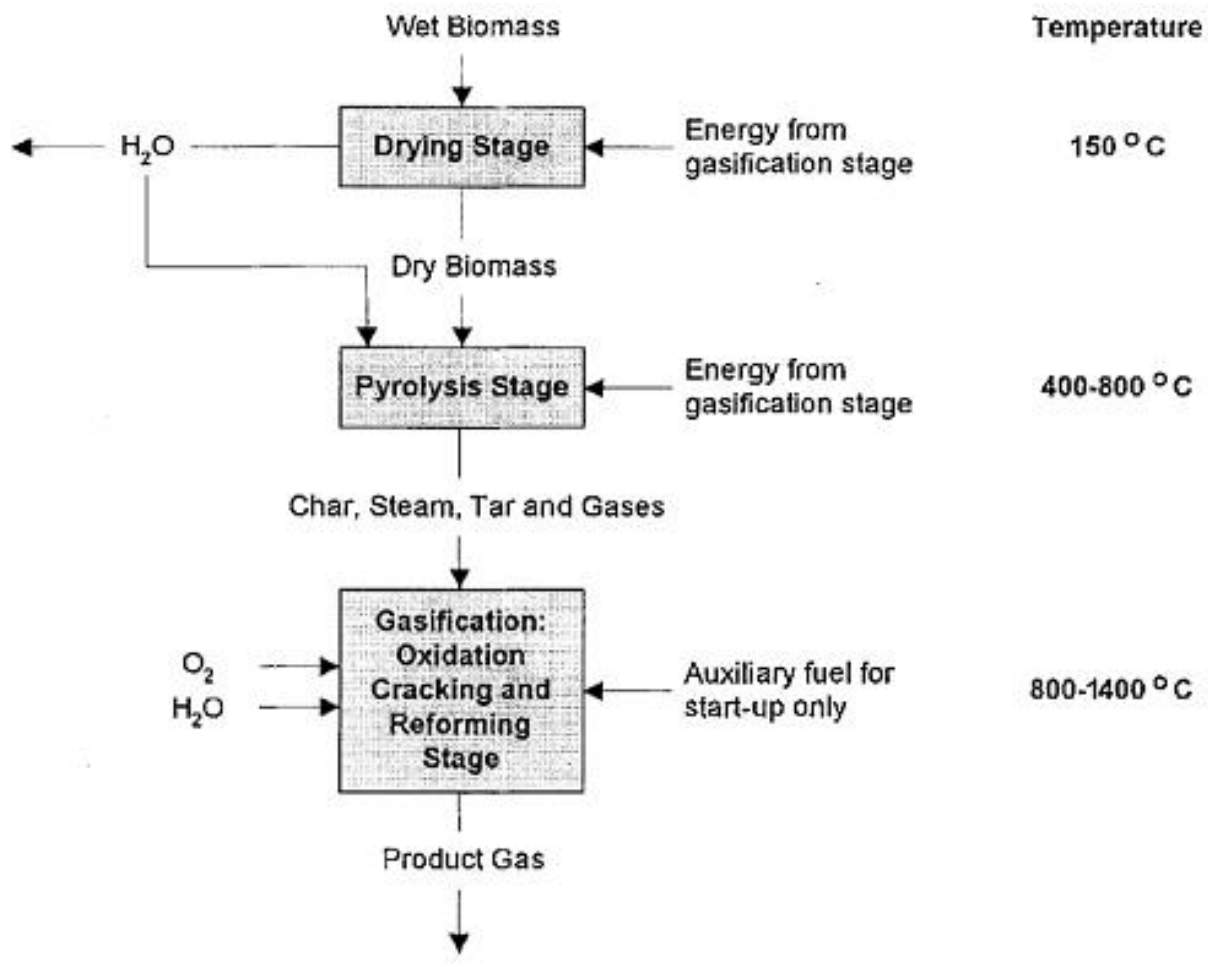 Wet Biomass
Temperature
H₂O
Drying Stage
Energy from
gasification stage
150 °C
Dry Biomass
Pyrolysis Stage
Energy from
gasification stage
400-800 °C
Char, Steam, Tar and Gases
Gasification:
Oxidation
Cracking and
Reforming
Stage
O₂
H₂O
Auxiliary fuel for
start-up only
800-1400 °C
Product Gas